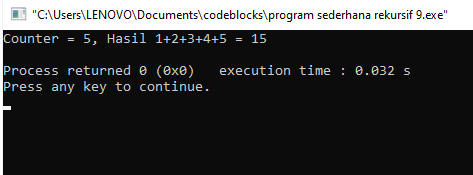 "C:\Users\LENOVO\Documents\codeblocks\program sederhana rekursif 9.exe"
Counter = 5, Hasil 1+2+3+4+5 = 15
Process returned 0 (0x0)   execution time : 0.032 s
Press any key to continue.